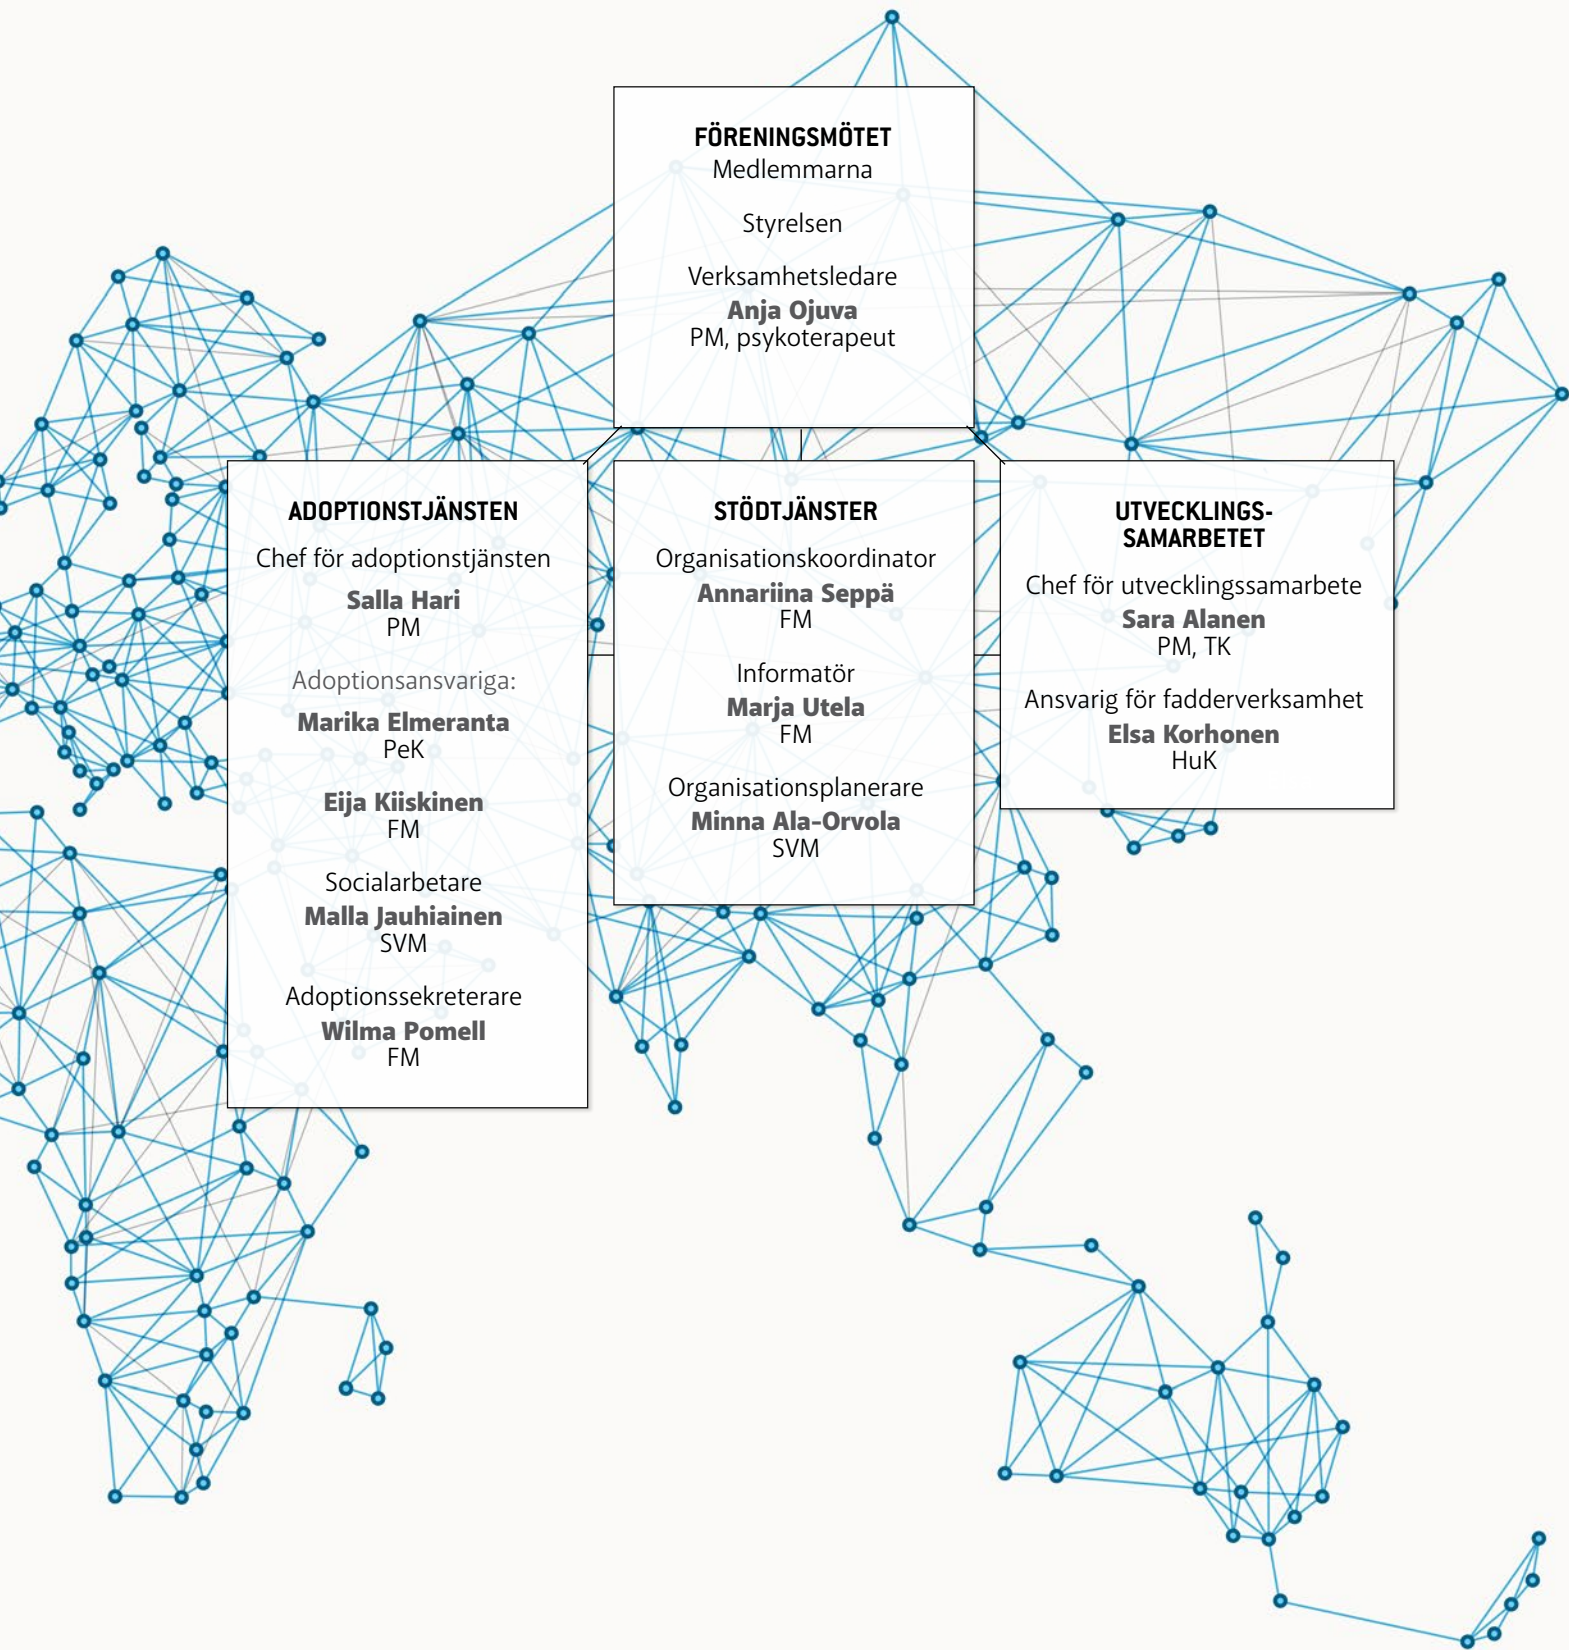 FÖRENINGSMÖTET
Medlemmarna
Styrelsen
Verksamhetsledare
Anja Ojuva
PM, psykoterapeut
ADOPTIONSTJÄNSTEN
Chef för adoptionstjänsten
Salla Hari
PM
Adoptionsansvariga:
Marika Elmeranta
PeK
Eija Kiiskinen
FM
Socialarbetare
Malla Jauhiainen
SVM
Adoptionssekreterare
Wilma Pomell
FM
STÖDTJÄNSTER
Organisationskoordinator
Annariina Seppä
FM
Informatör
Marja Utela
FM
Organisationsplanerare
Minna Ala-Orvola
SVM
UTVECKLINGS-
SAMARBETET
Chef för utvecklingssamarbete
Sara Alanen
PM, TK
Ansvarig för fadderverksamhet
Elsa Korhonen
HuK